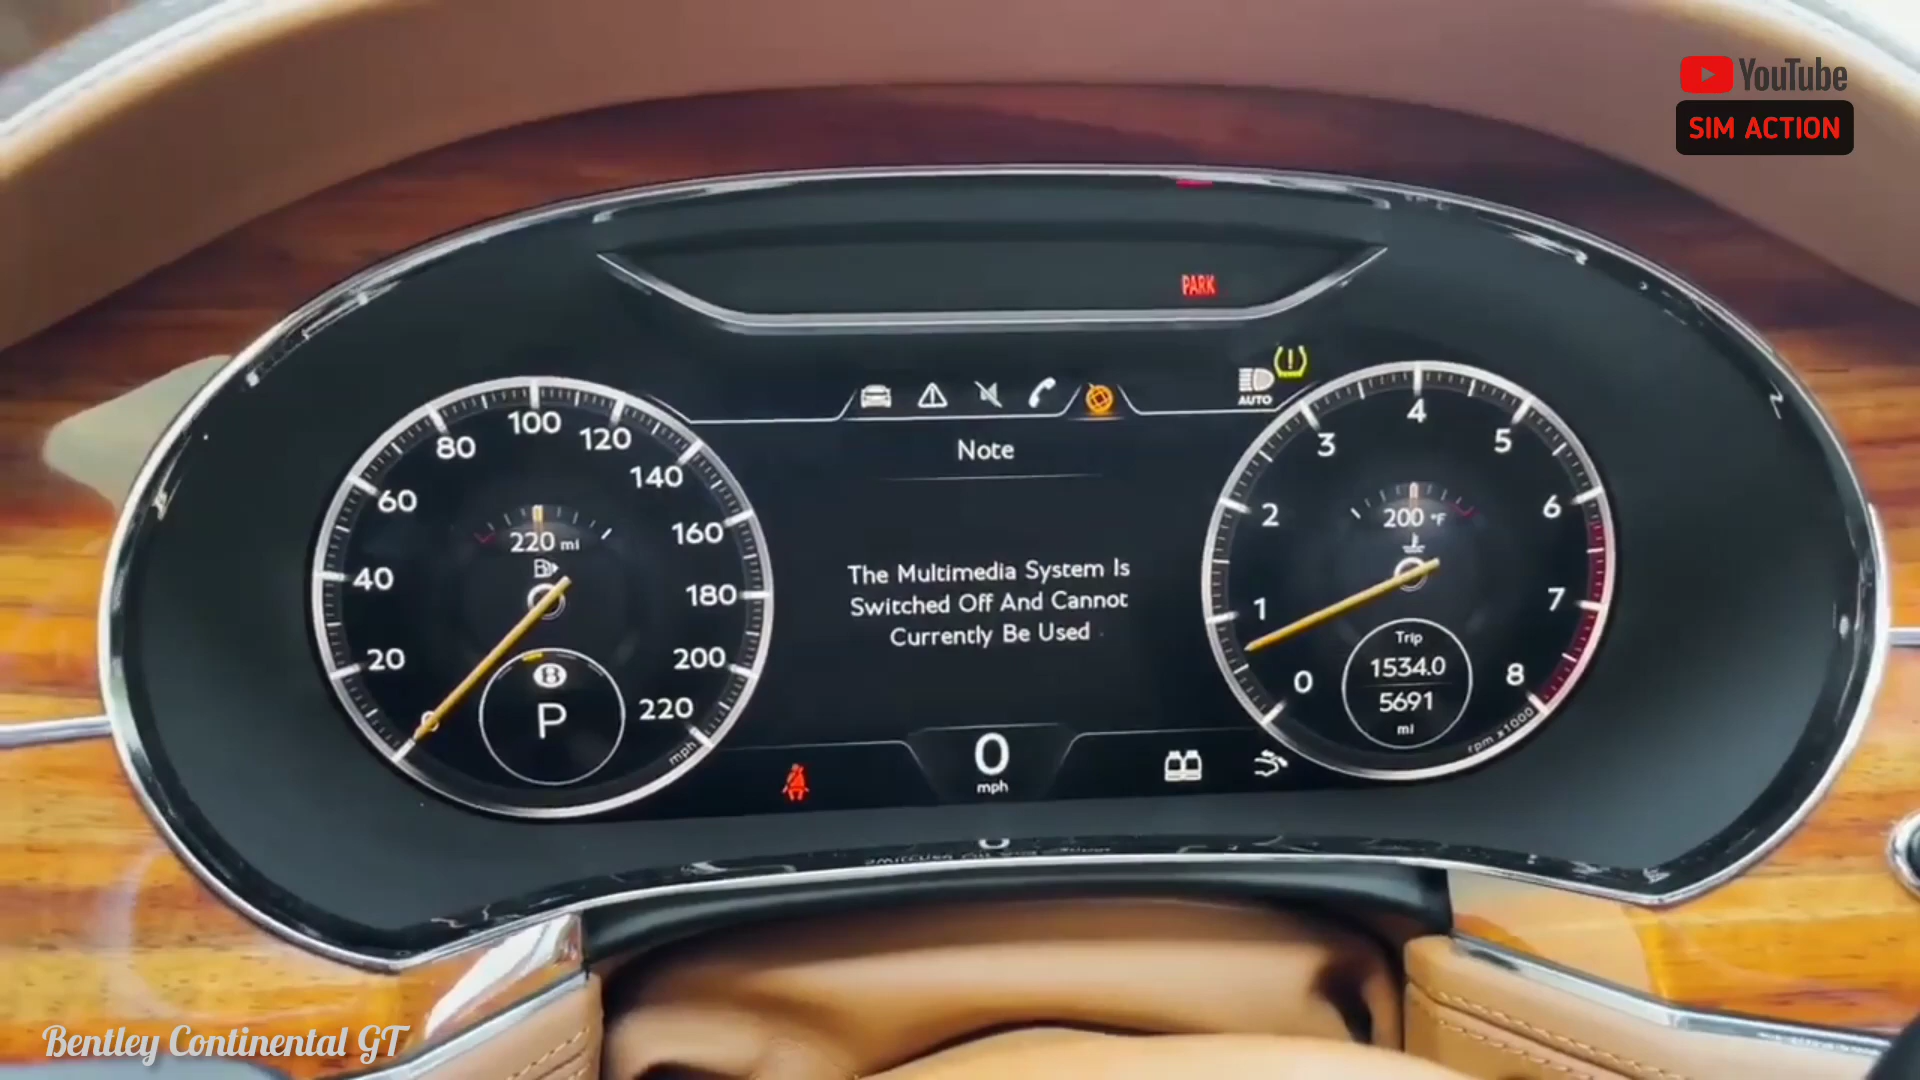 YouTube
SIM ACTION
PARK
AUTO
Note
The Multimedia System Is
Switched Off And Cannot
Currently Be Used
0
20
40
60
80
100
120
140
160
180
200
220
mph
220 mi
B
P
0
mph
0
1
2
3
4
5
6
7
8
rpm x1000
200 °F
Trip
1534.0
5691
mi
Bentley Continental GT